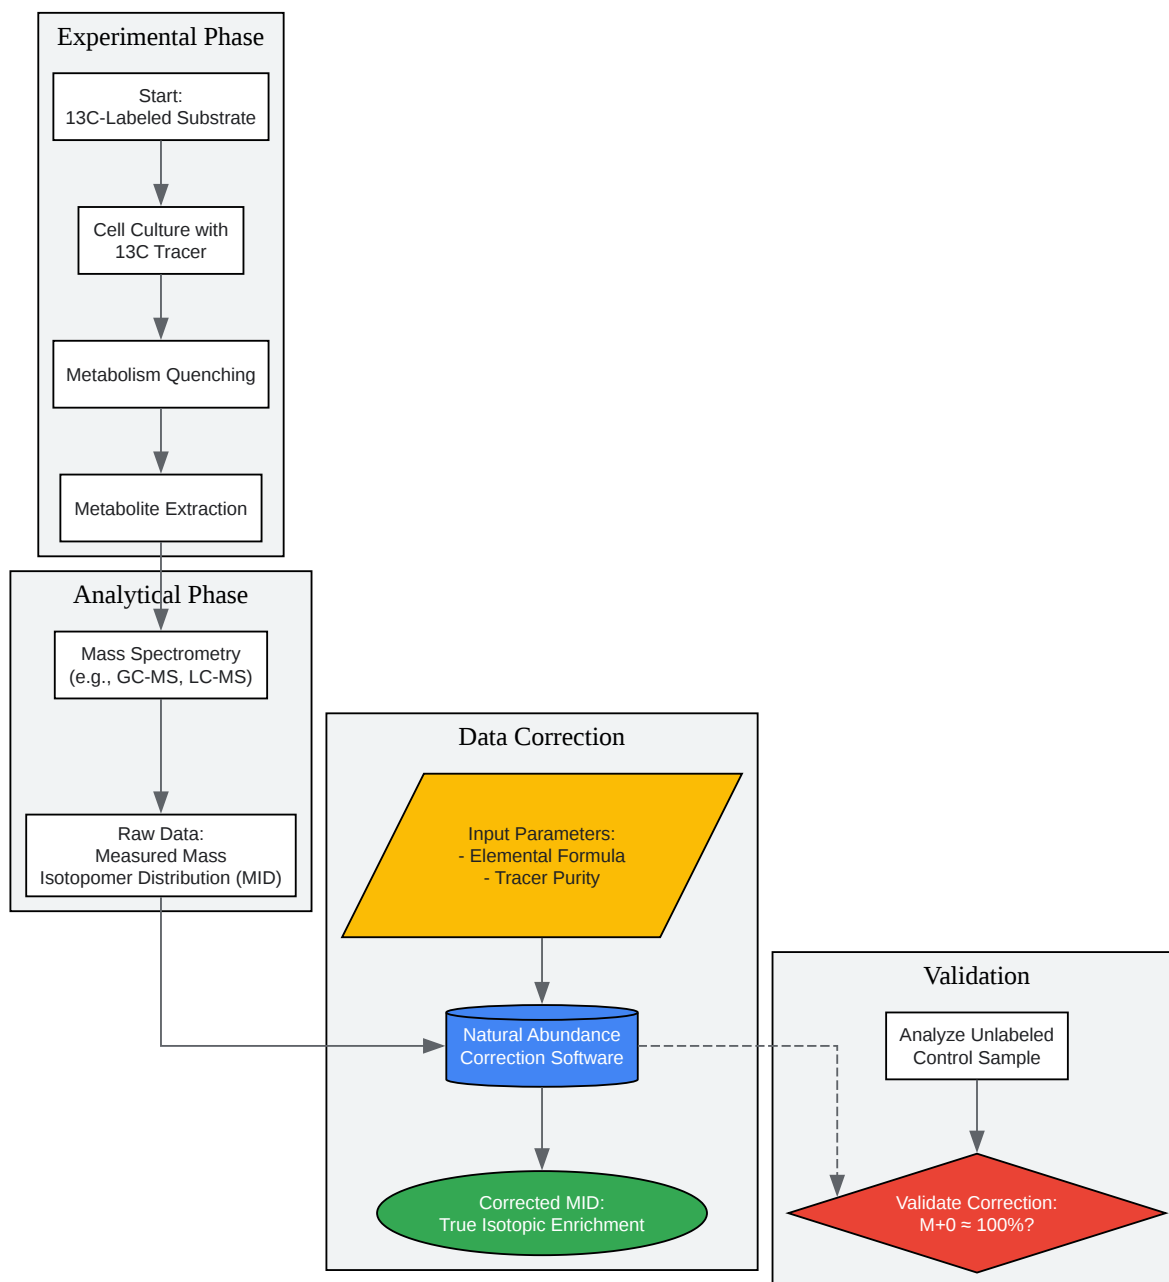 Experimental Phase
Start:
13C-Labeled Substrate
Cell Culture with
13C Tracer
Metabolism Quenching
Metabolite Extraction
Analytical Phase
Mass Spectrometry
(e.g., GC-MS, LC-MS)
Raw Data:
Measured Mass
Isotopomer Distribution (MID)
Data Correction
Input Parameters:
- Elemental Formula
- Tracer Purity
Natural Abundance
Correction Software
Corrected MID:
True Isotopic Enrichment
Validation
Analyze Unlabeled
Control Sample
Validate Correction:
M+0 ≈ 100%?